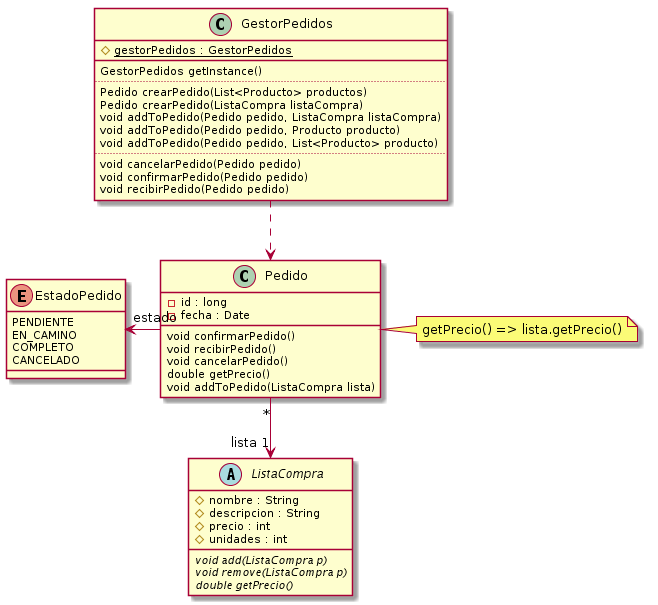 C GestorPedidos
gestorPedidos : GestorPedidos
GestorPedidos getInstance()
Pedido crearPedido(List<Producto> productos)
Pedido crearPedido(ListaCompra listaCompra)
void addToPedido(Pedido pedido, ListaCompra listaCompra)
void addToPedido(Pedido pedido, Producto producto)
void addToPedido(Pedido pedido, List<Producto> producto)
void cancelarPedido(Pedido pedido)
void confirmarPedido(Pedido pedido)
void recibirPedido(Pedido pedido)
E EstadoPedido
PENDIENTE
EN_CAMINO
COMPLETO
CANCELADO
estado
C Pedido
id : long
fecha : Date
void confirmarPedido()
void recibirPedido()
void cancelarPedido()
double getPrecio()
void addToPedido(ListaCompra lista)
getPrecio() => lista.getPrecio()
*
lista 1
A ListaCompra
nombre : String
descripcion : String
precio : int
unidades : int
void add(ListaCompra p)
void remove(ListaCompra p)
double getPrecio()